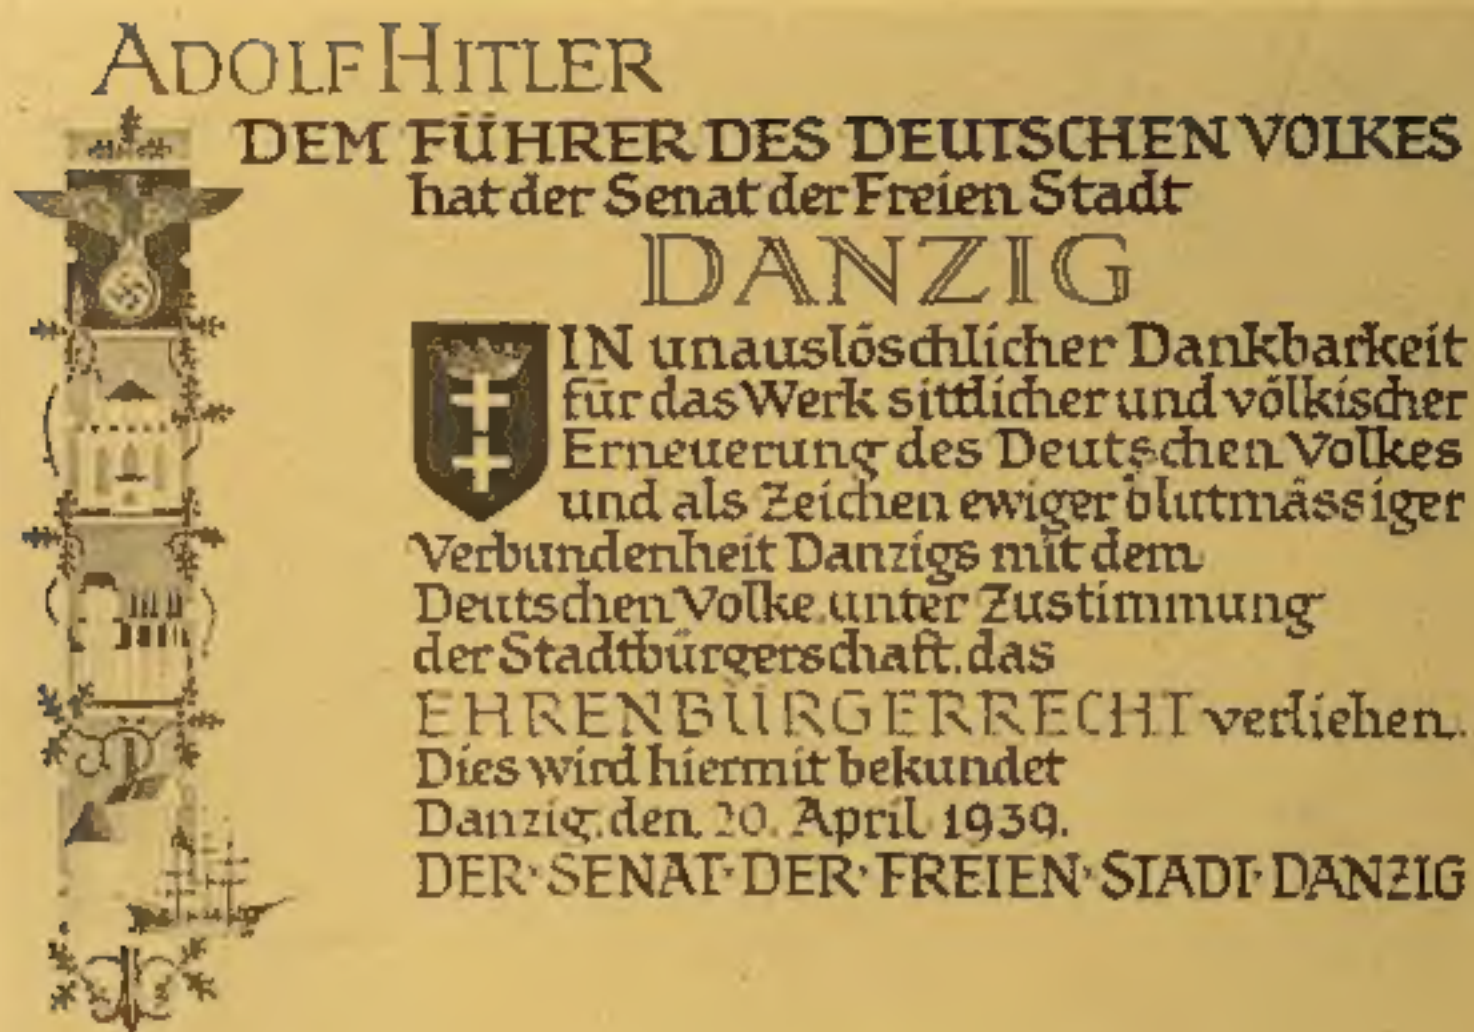 ADOLF HITLER
DEM FÜHRER DES DEUTSCHEN VOLKES
hat der Senat der Freien Stadt
DANZIG
IN unauslöschlicher Dankbarkeit
für das Werk sittlicher und völkischer
Erneuerung des Deutschen Volkes
und als Zeichen ewiger blutmässiger
Verbundenheit Danzigs mit dem
Deutschen Volke unter Zustimmung
der Stadtbürgerschaft, das
EHRENBÜRGERRECHT verliehen.
Dies wird hiermit bekundet
Danzig, den 20. April 1939.
DER·SENAT·DER·FREIEN·STADT·DANZIG